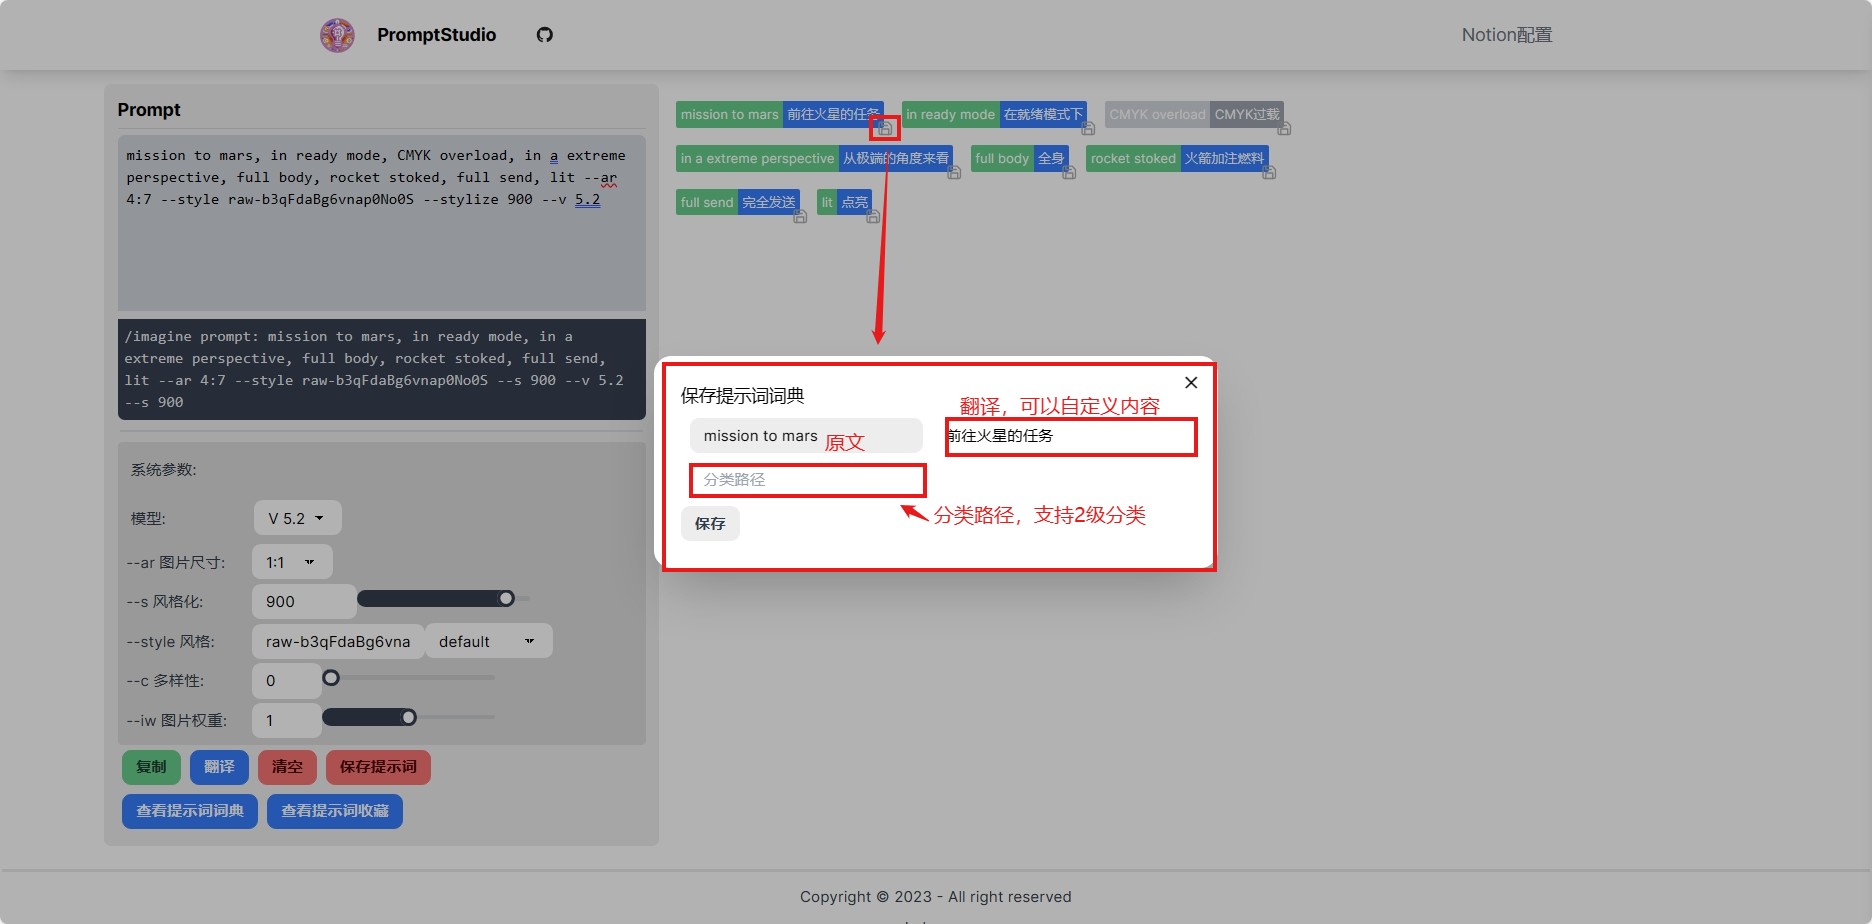 PromptStudio
Notion配置
Prompt
mission to mars, in ready mode, CMYK overload, in a extreme
perspective, full body, rocket stoked, full send, lit --ar
4:7 --style raw-b3qFdaBg6vnap0No0S --stylize 900 --v 5.2
/imagine prompt: mission to mars, in ready mode, in a
extreme perspective, full body, rocket stoked, full send,
lit --ar 4:7 --style raw-b3qFdaBg6vnap0No0S --s 900 --v 5.2
--s 900
系统参数:
模型: V 5.2
--ar 图片尺寸: 1:1
--s 风格化: 900
--style 风格: raw-b3qFdaBg6vna default
--c 多样性: 0
--iw 图片权重: 1
复制 翻译 清空 保存提示词
查看提示词词典 查看提示词收藏
mission to mars 前往火星的任务 in ready mode 在就绪模式下 CMYK overload CMYK过载
in a extreme perspective 从极端的角度来看 full body 全身 rocket stoked 火箭加注燃料
full send 完全发送 lit 点亮
保存提示词词典
翻译，可以自定义内容
mission to mars 原文 前往火星的任务
分类路径
分类路径，支持2级分类
保存
Copyright © 2023 - All right reserved